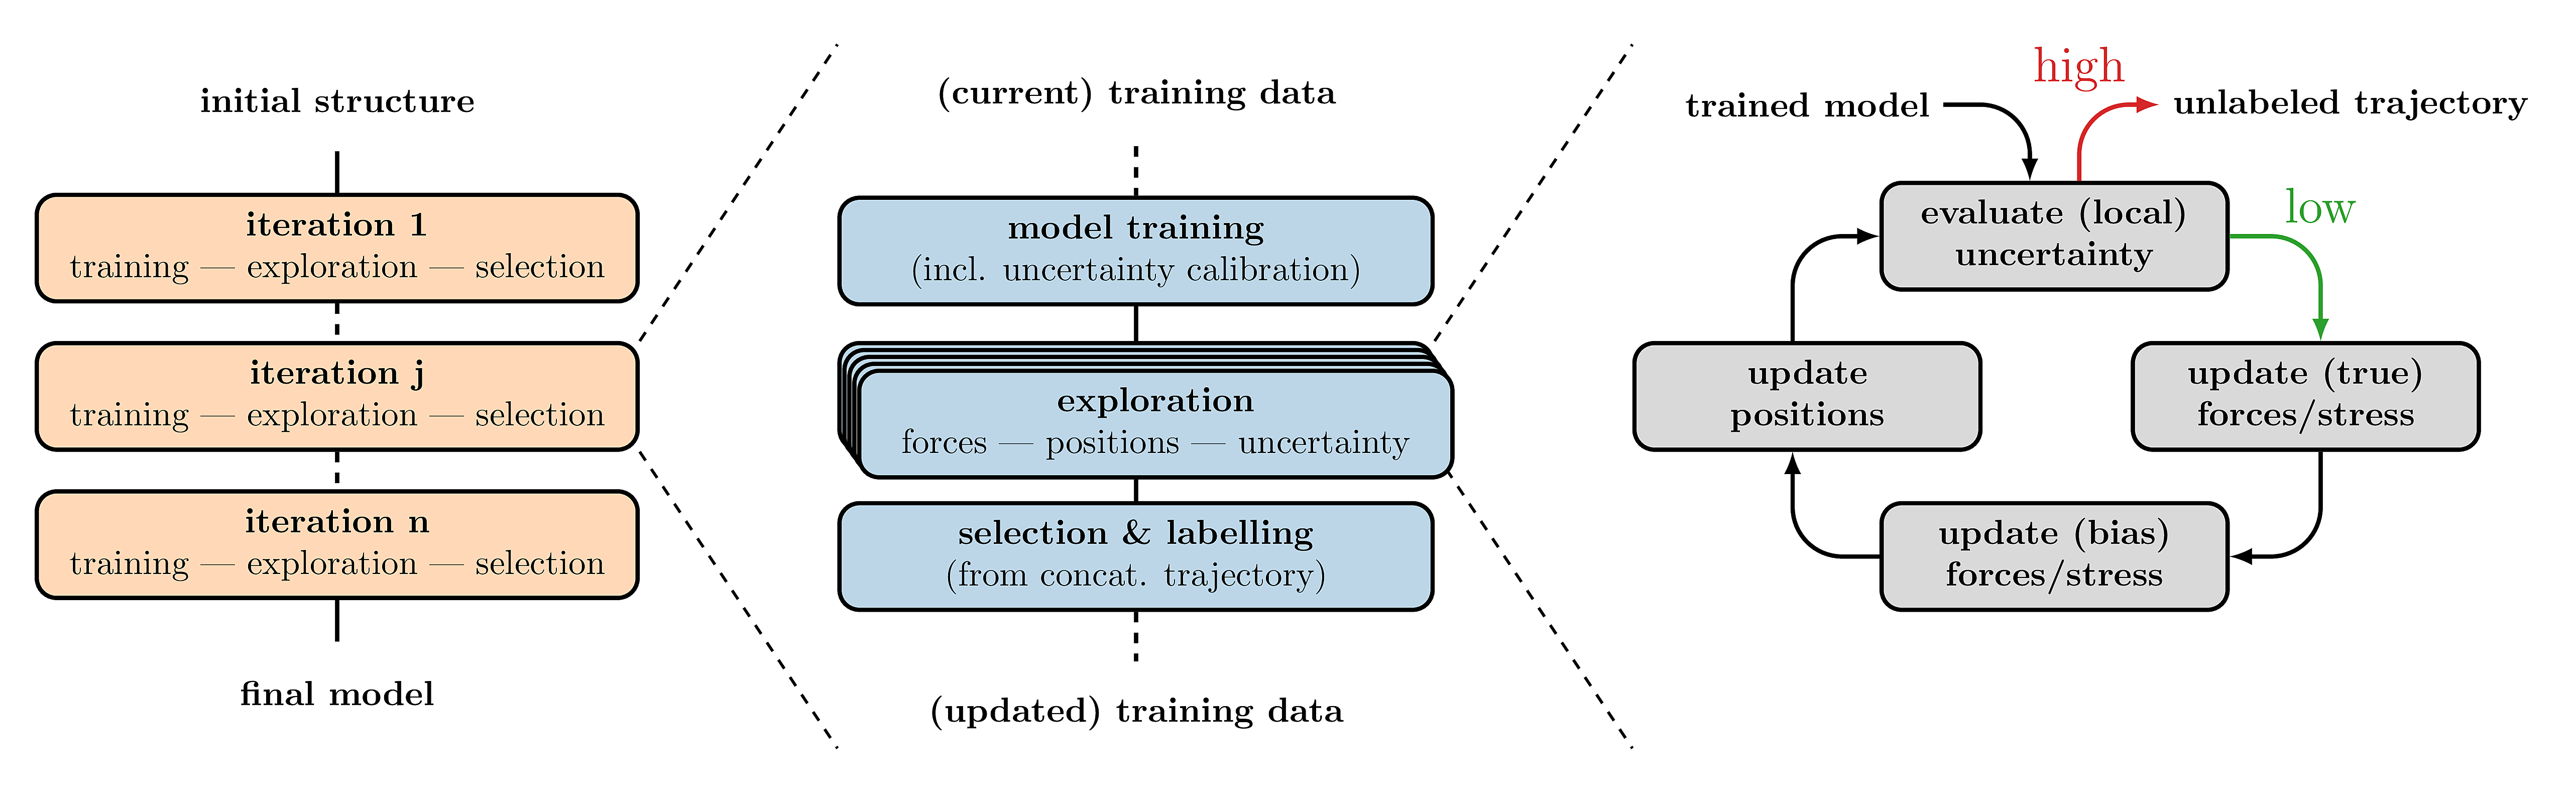 initial structure
iteration 1
training — exploration — selection
iteration j
training — exploration — selection
iteration n
training — exploration — selection
final model
(current) training data
model training
(incl. uncertainty calibration)
exploration
forces — positions — uncertainty
selection & labelling
(from concat. trajectory)
(updated) training data
high
trained model
unlabeled trajectory
evaluate (local)
uncertainty
low
update
positions
update (true)
forces/stress
update (bias)
forces/stress